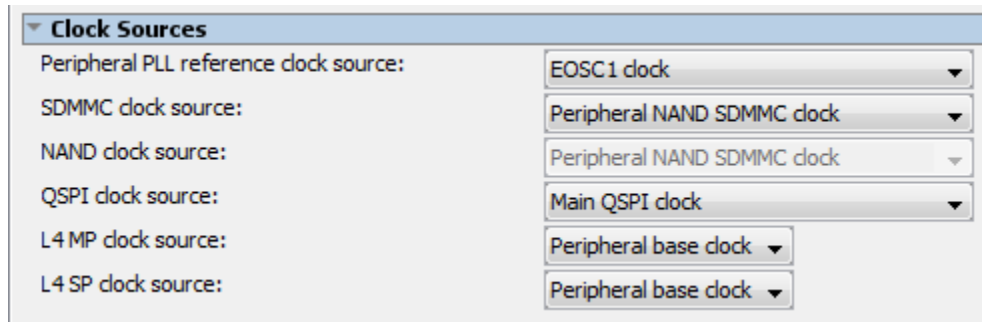 Clock Sources
Peripheral PLL reference clock source: EOSC1 clock
SDMMC clock source: Peripheral NAND SDMMC clock
NAND clock source: Peripheral NAND SDMMC clock
QSPI clock source: Main QSPI clock
L4 MP clock source: Peripheral base clock
L4 SP clock source: Peripheral base clock